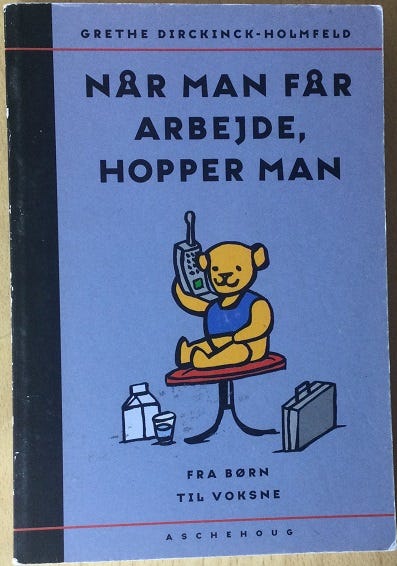 GRETHE DIRCKINCK-HOLMFELD
NÅR MAN FÅR
ARBEJDE,
HOPPER MAN
FRA BØRN
TIL VOKSNE
ASCHEHOUG